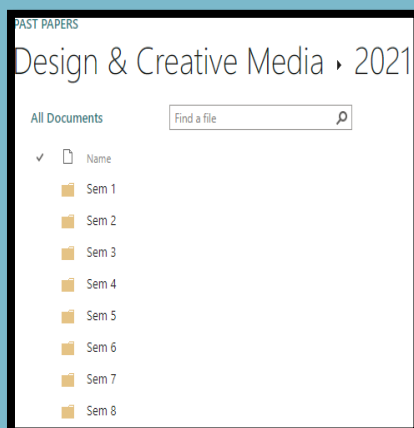 PAST PAPERS
Design & Creative Media ▸ 2021
All Documents
Find a file
Name
Sem 1
Sem 2
Sem 3
Sem 4
Sem 5
Sem 6
Sem 7
Sem 8